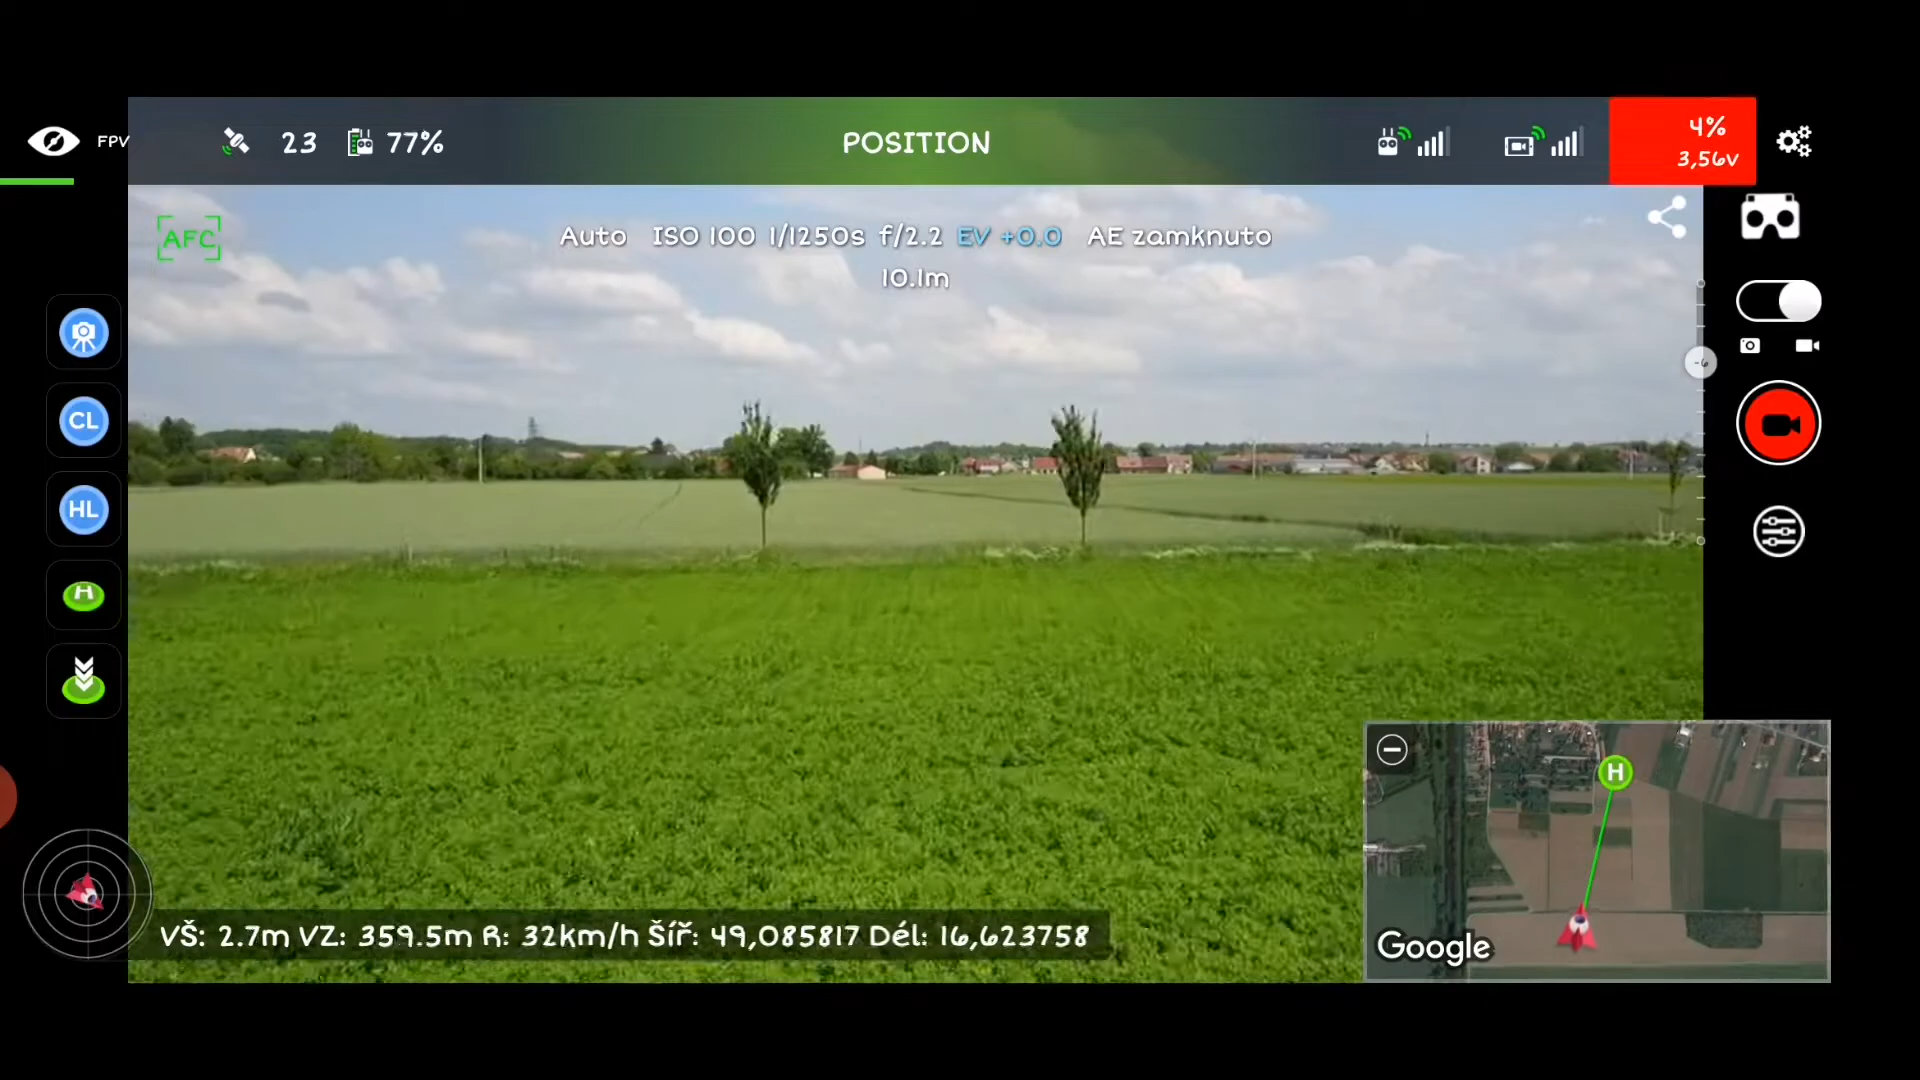 FPV
23
77%
POSITION
4%
3,56v
AFC
Auto ISO 100 1/1250s f/2.2 EV +0.0 AE zamknuto
10.1m
-6
CL
HL
H
H
VŠ: 2.7m VZ: 359.5m R: 32km/h Šíř: 49,085817 Dél: 16,623758
Google